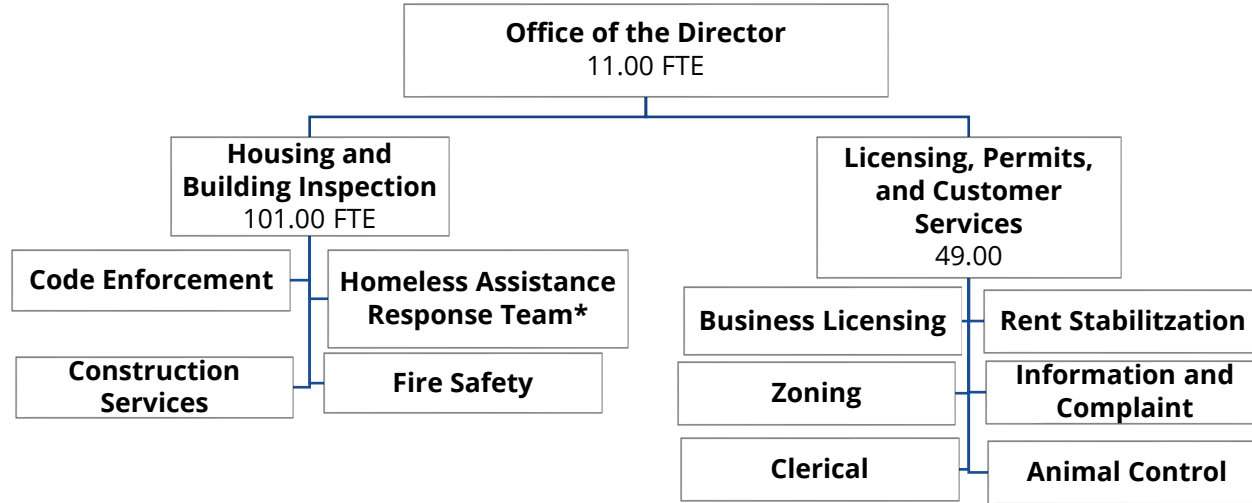 Office of the Director
11.00 FTE
Housing and
Building Inspection
101.00 FTE
Licensing, Permits,
and Customer
Services
49.00
Code Enforcement
Homeless Assistance
Response Team*
Construction
Services
Fire Safety
Business Licensing
Rent Stabilitzation
Zoning
Information and
Complaint
Clerical
Animal Control